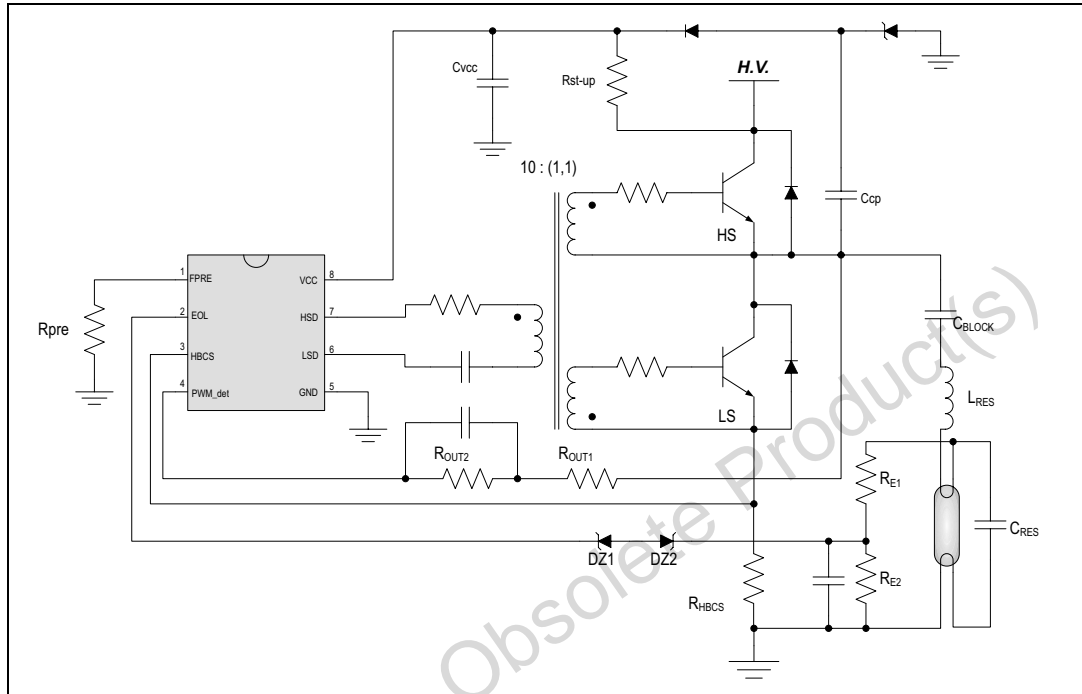 Cvcc
Rst-up
H.V.
10 : (1,1)
Ccp
HS
1 FPRE VCC 8
2 EOL HSD 7
3 HBCS LSD 6
4 PWM_det GND 5
Rpre
CBLOCK
LRES
LS
ROUT2
ROUT1
RE1
CRES
DZ1
DZ2
RE2
RHBCS
Obsolete Product(s)